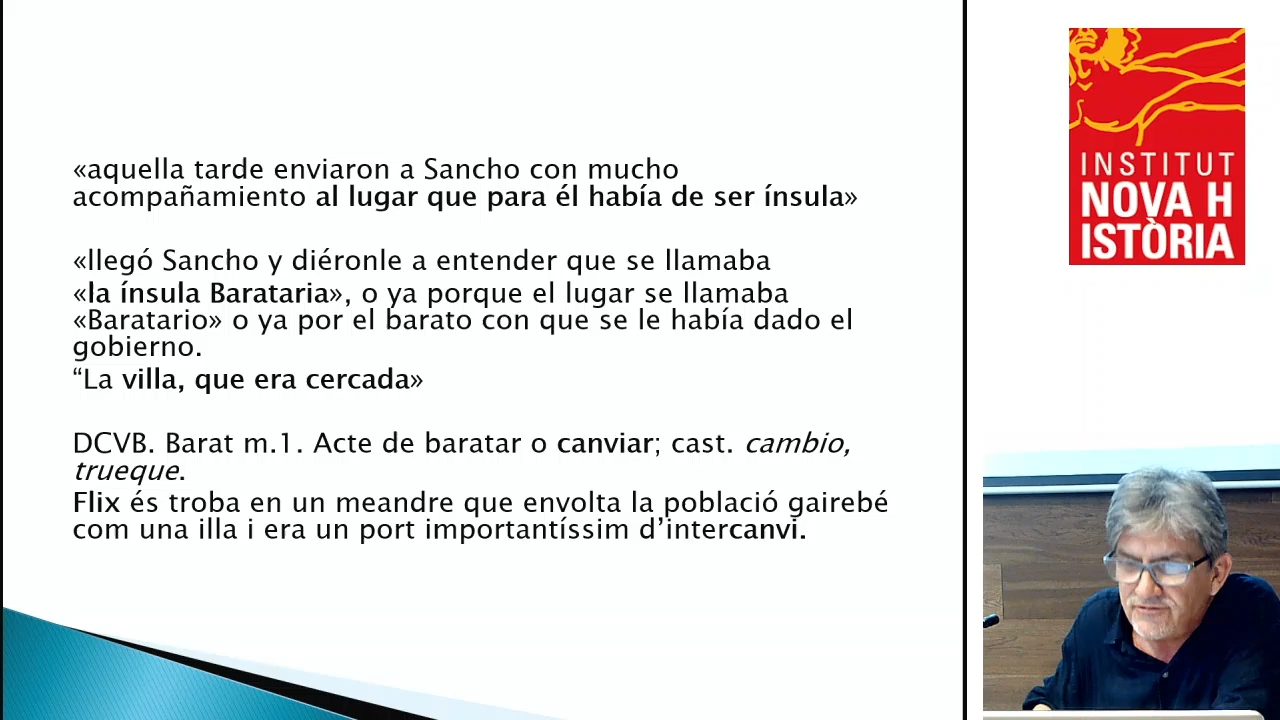 «aquella tarde enviaron a Sancho con mucho
acompañamiento al lugar que para él había de ser ínsula»
«llegó Sancho y diéronle a entender que se llamaba
«la ínsula Barataria», o ya porque el lugar se llamaba
«Baratario» o ya por el barato con que se le había dado el
gobierno.
“La villa, que era cercada»
DCVB. Barat m.1. Acte de baratar o canviar; cast. cambio,
trueque.
Flix és troba en un meandre que envolta la població gairebé
com una illa i era un port importantíssim d’intercanvi.
INSTITUT
NOVA H
ISTÒRIA